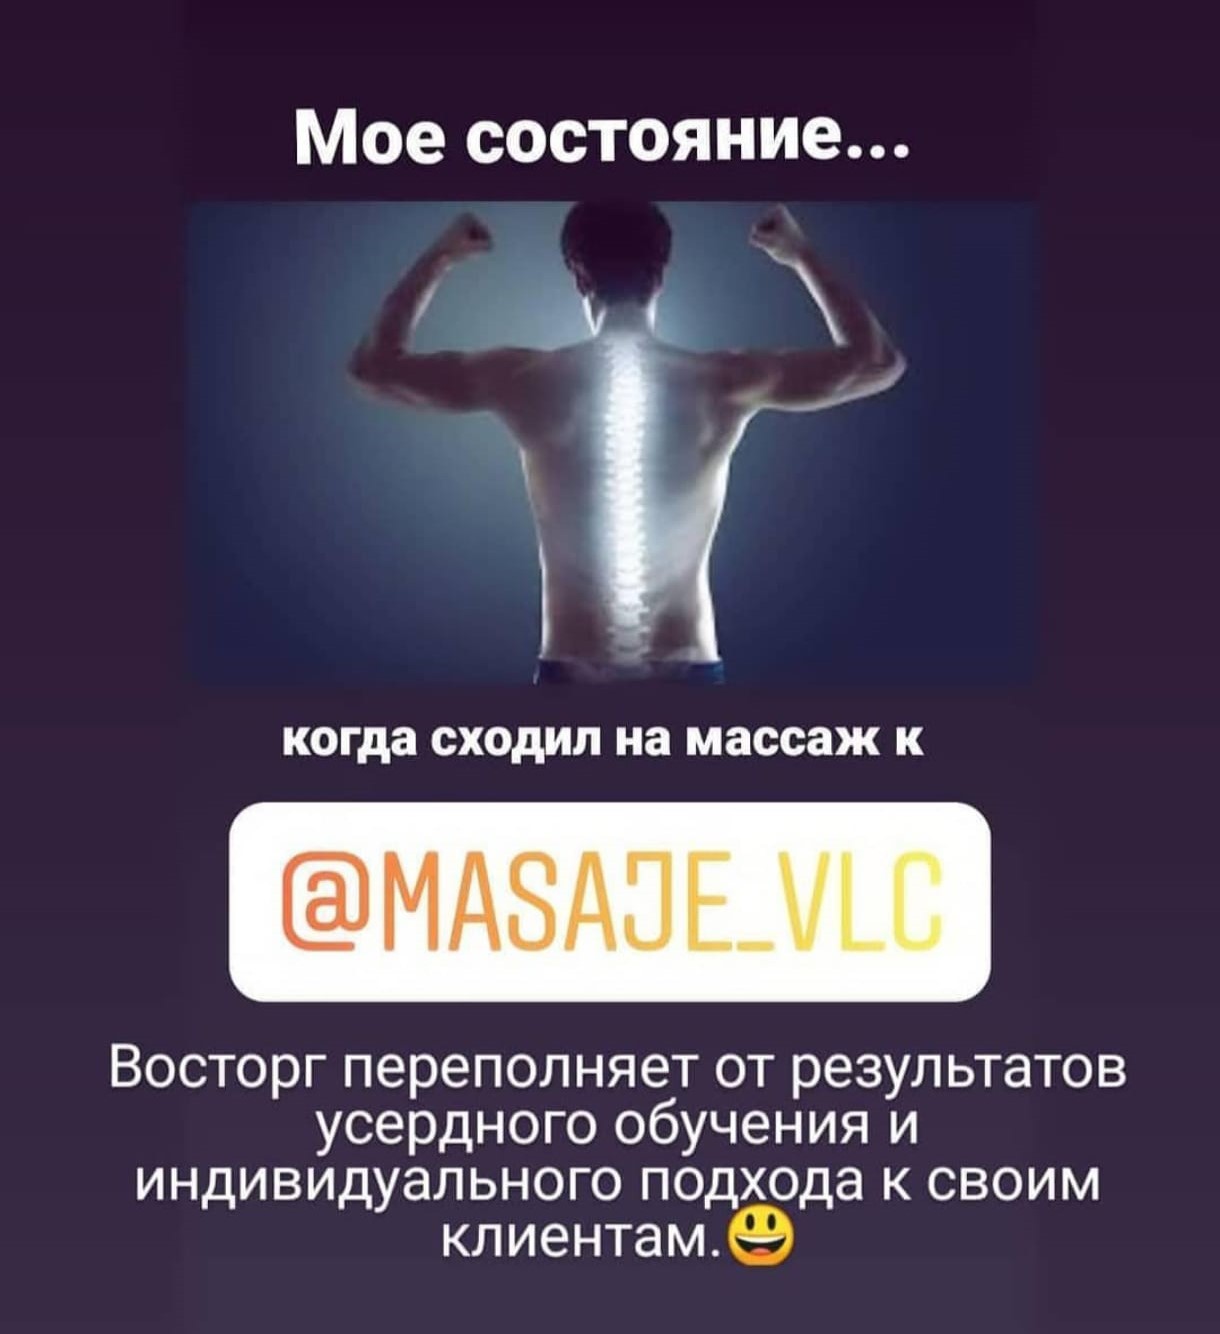 Мое состояние...
когда сходил на массаж к
@MASAJE_VLC
Восторг переполняет от результатов
усердного обучения и
индивидуального подхода к своим
клиентам.😃